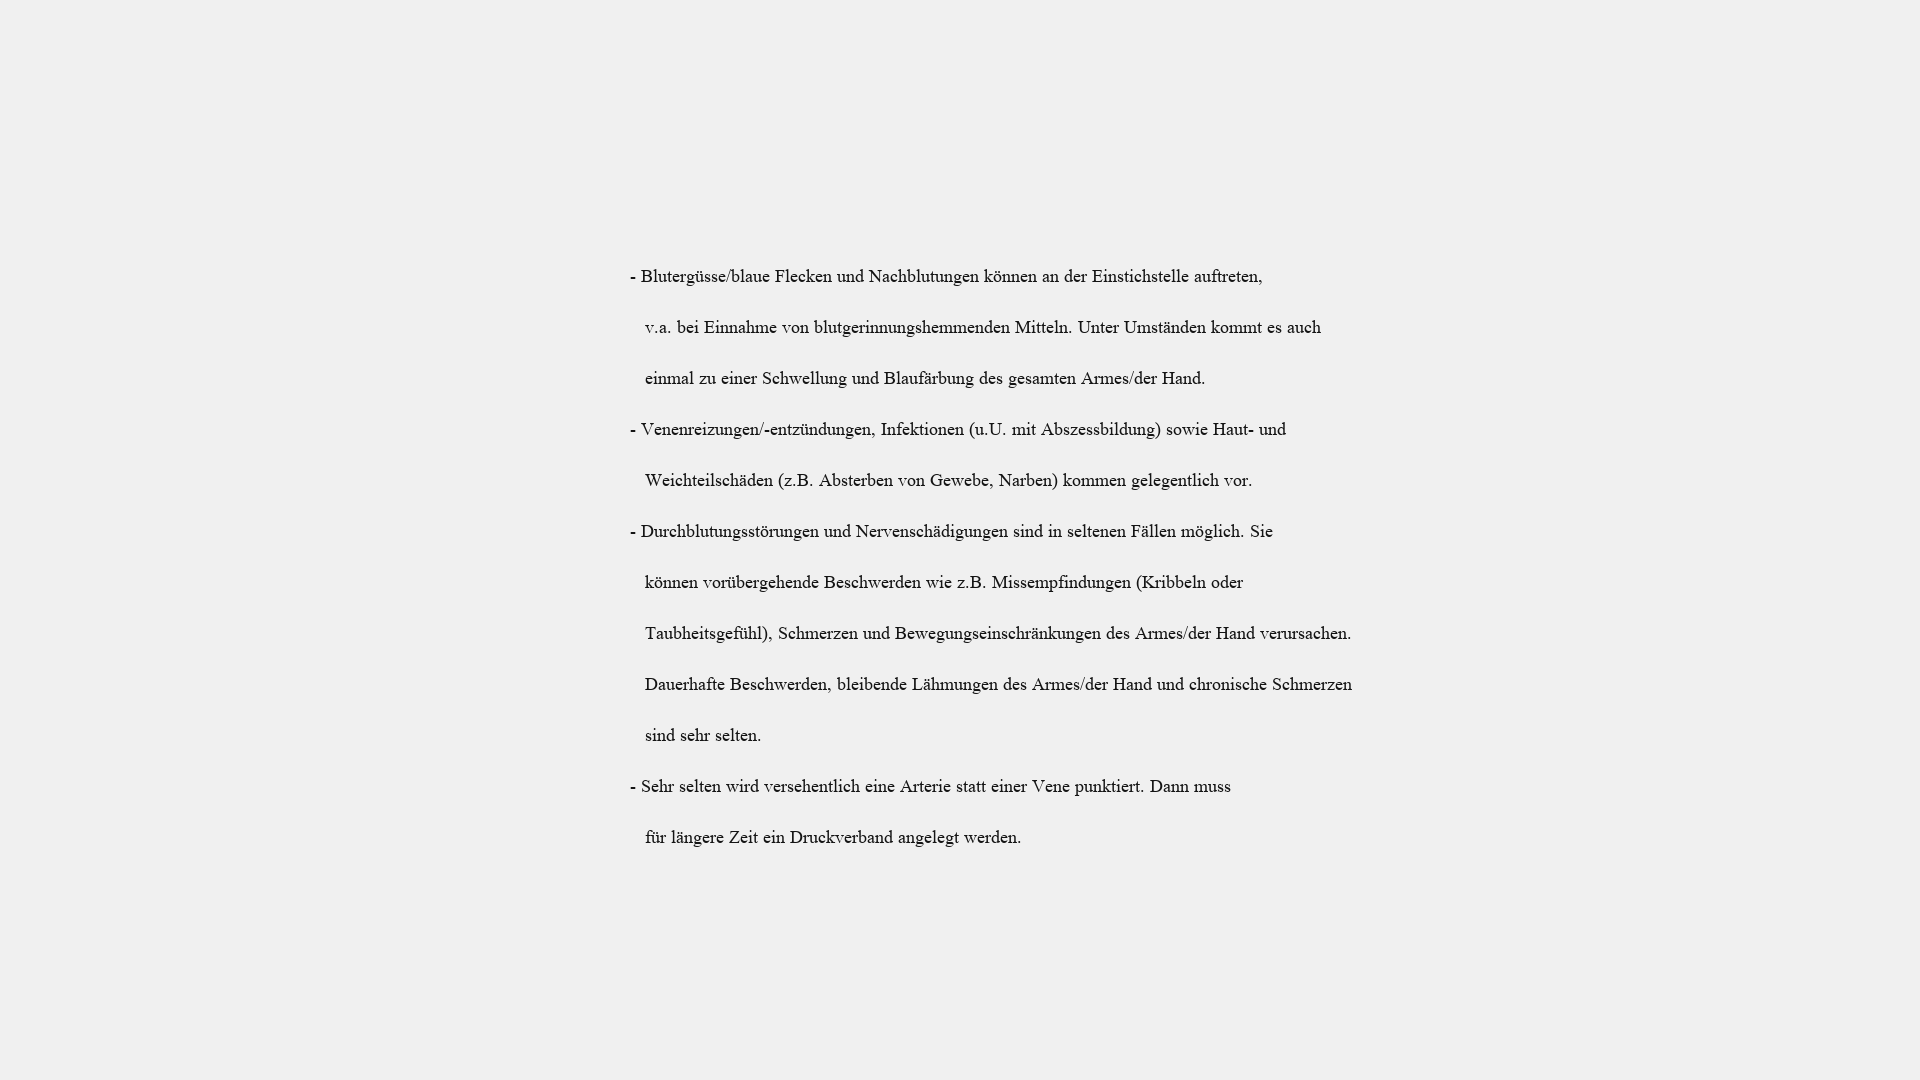 - Blutergüsse/blaue Flecken und Nachblutungen können an der Einstichstelle auftreten,
v.a. bei Einnahme von blutgerinnungshemmenden Mitteln. Unter Umständen kommt es auch
einmal zu einer Schwellung und Blaufärbung des gesamten Armes/der Hand.
- Venenreizungen/-entzündungen, Infektionen (u.U. mit Abszessbildung) sowie Haut- und
Weichteilschäden (z.B. Absterben von Gewebe, Narben) kommen gelegentlich vor.
- Durchblutungsstörungen und Nervenschädigungen sind in seltenen Fällen möglich. Sie
können vorübergehende Beschwerden wie z.B. Missempfindungen (Kribbeln oder
Taubheitsgefühl), Schmerzen und Bewegungseinschränkungen des Armes/der Hand verursachen.
Dauerhafte Beschwerden, bleibende Lähmungen des Armes/der Hand und chronische Schmerzen
sind sehr selten.
- Sehr selten wird versehentlich eine Arterie statt einer Vene punktiert. Dann muss
für längere Zeit ein Druckverband angelegt werden.